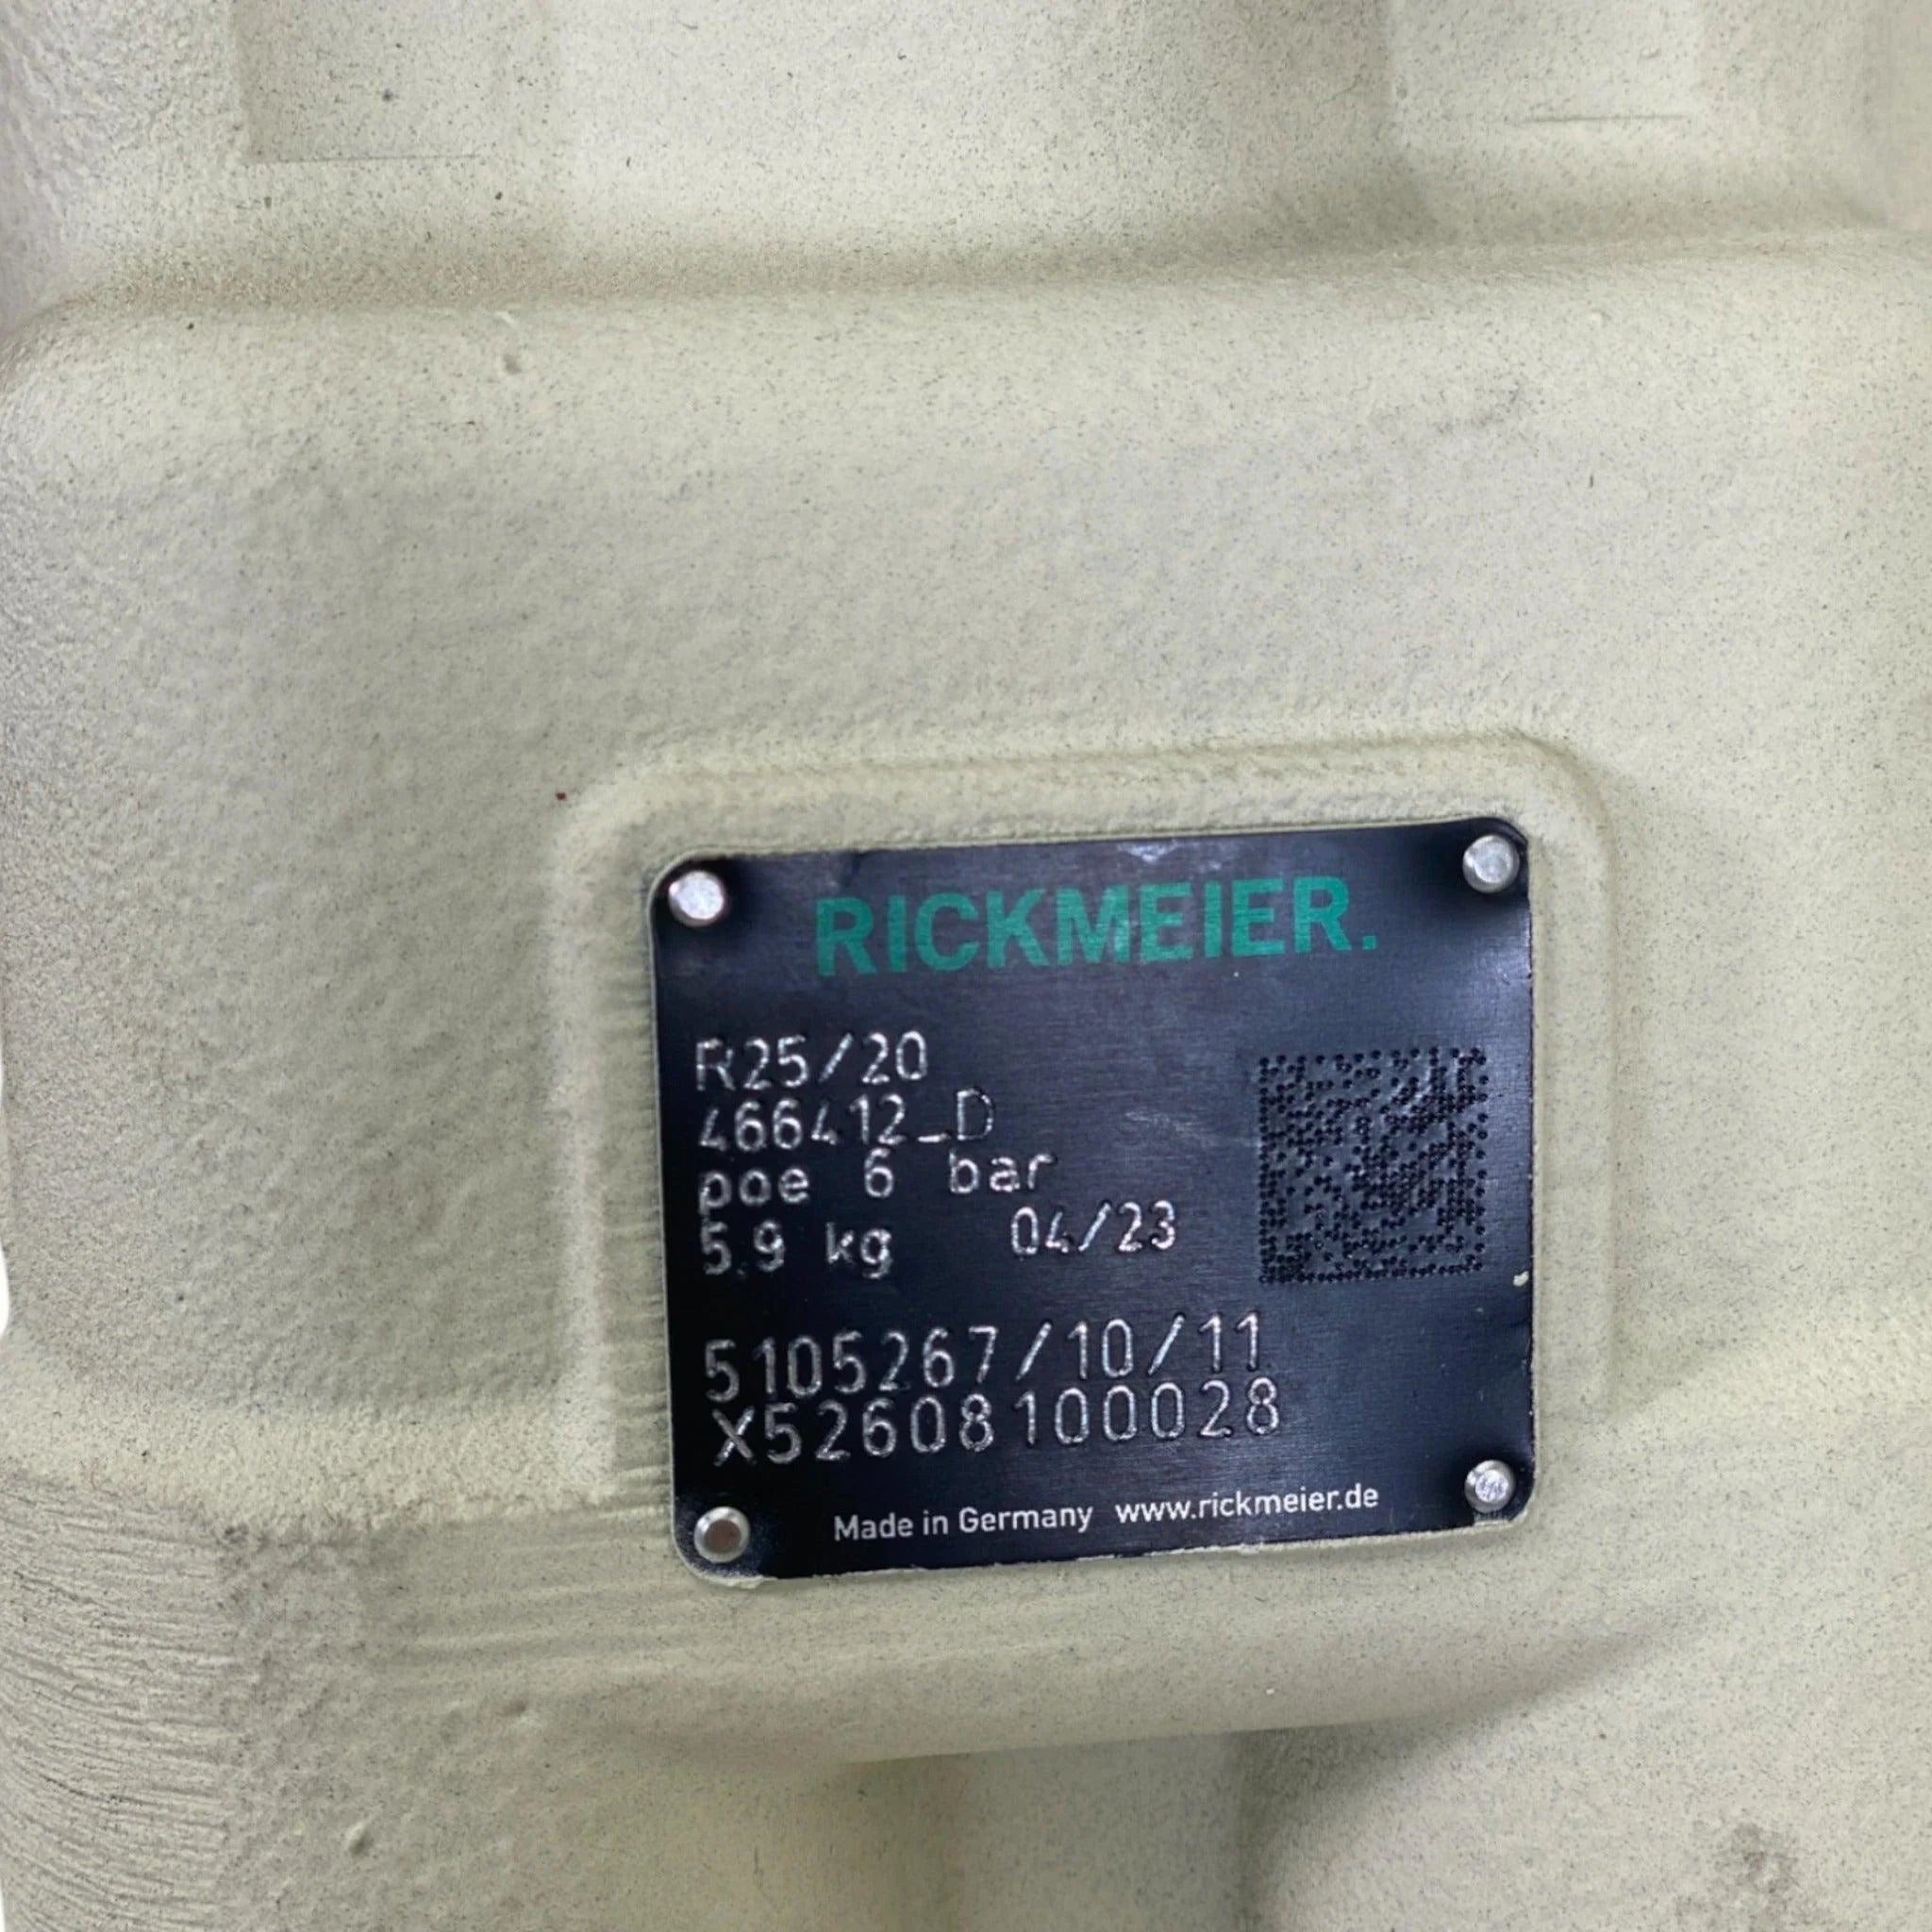 RICKMEIER.
R25/20
466412_D
poe 6 bar
5.9 kg 04/23
5105267/10/11
X52608100028
Made in Germany www.rickmeier.de